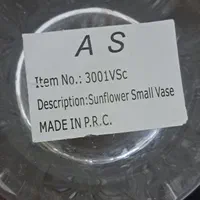 A S
Item No.: 3001VSc
Description:Sunflower Small Vase
MADE IN P.R.C.